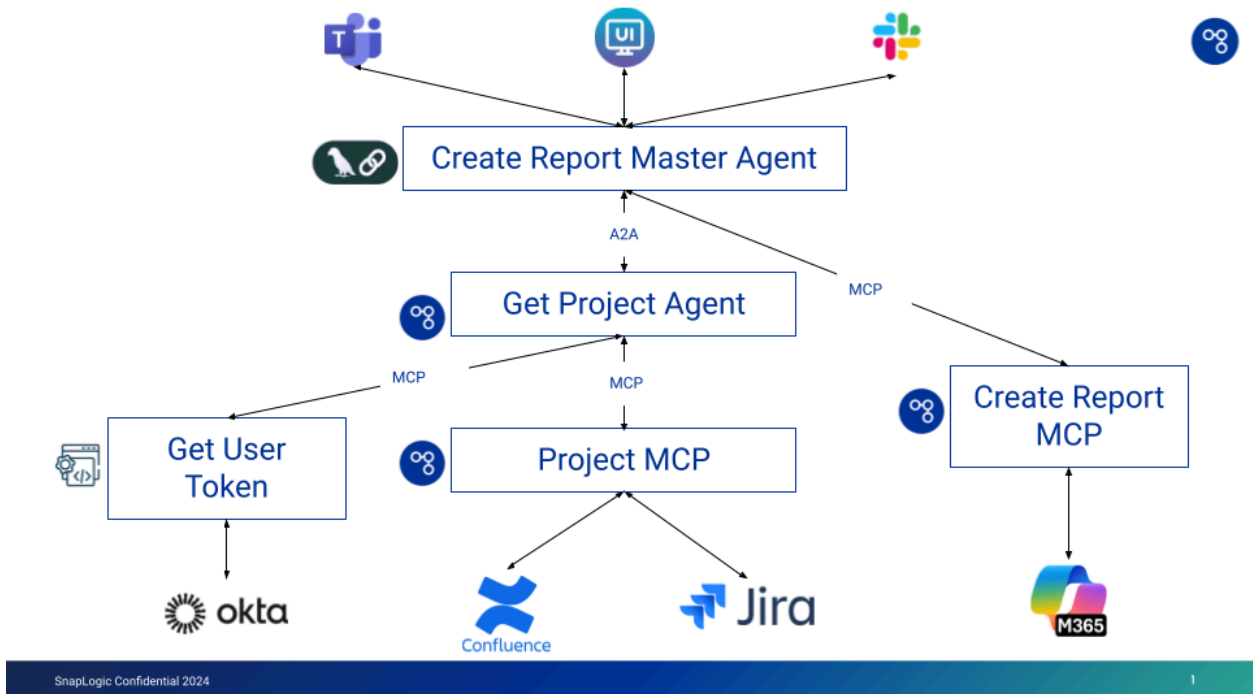 T
UI
Create Report Master Agent
A2A
Get Project Agent
MCP
MCP
MCP
Create Report
MCP
Get User
Token
Project MCP
okta
Confluence
Jira
M365
SnapLogic Confidential 2024
1